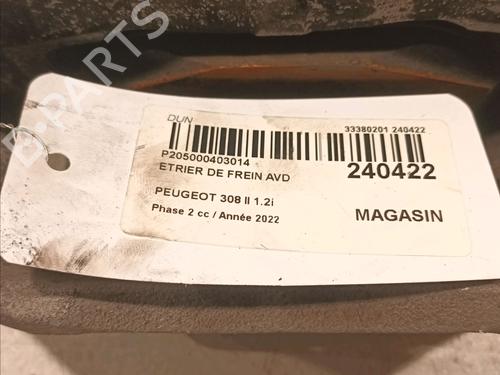 B-PARTS
DUN
33380201 240422
P205000403014
ETRIER DE FREIN AVD
240422
PEUGEOT 308 II 1.2i
Phase 2 cc / Année 2022
MAGASIN